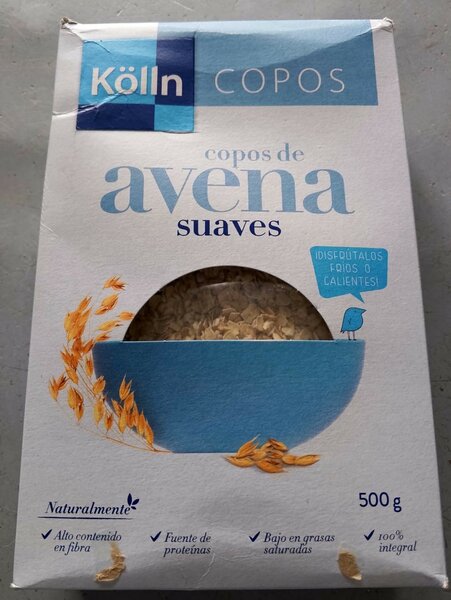 Kölln
COPOS
copos de
avena
suaves
¡DISFRÚTALOS
FRÍOS O
CALIENTES!
500 g
Naturalmente
✓ Alto contenido
en fibra
✓ Fuente de
proteínas
✓ Bajo en grasas
saturadas
✓ 100%
integral